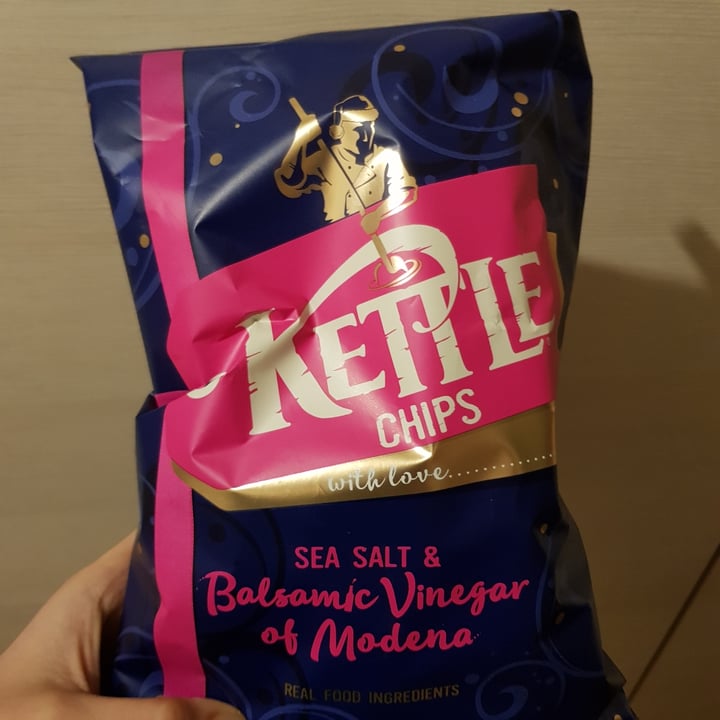 KETTLE
CHIPS
with love.............
SEA SALT &
Balsamic Vinegar
of Modena
REAL FOOD INGREDIENTS